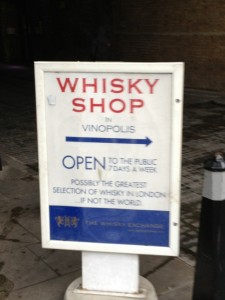 WHISKY
SHOP
IN
VINOPOLIS
OPEN TO THE PUBLIC
7 DAYS A WEEK
POSSIBLY THE GREATEST
SELECTION OF WHISKY IN LONDON
...IF NOT THE WORLD.
THE WHISKY EXCHANGE